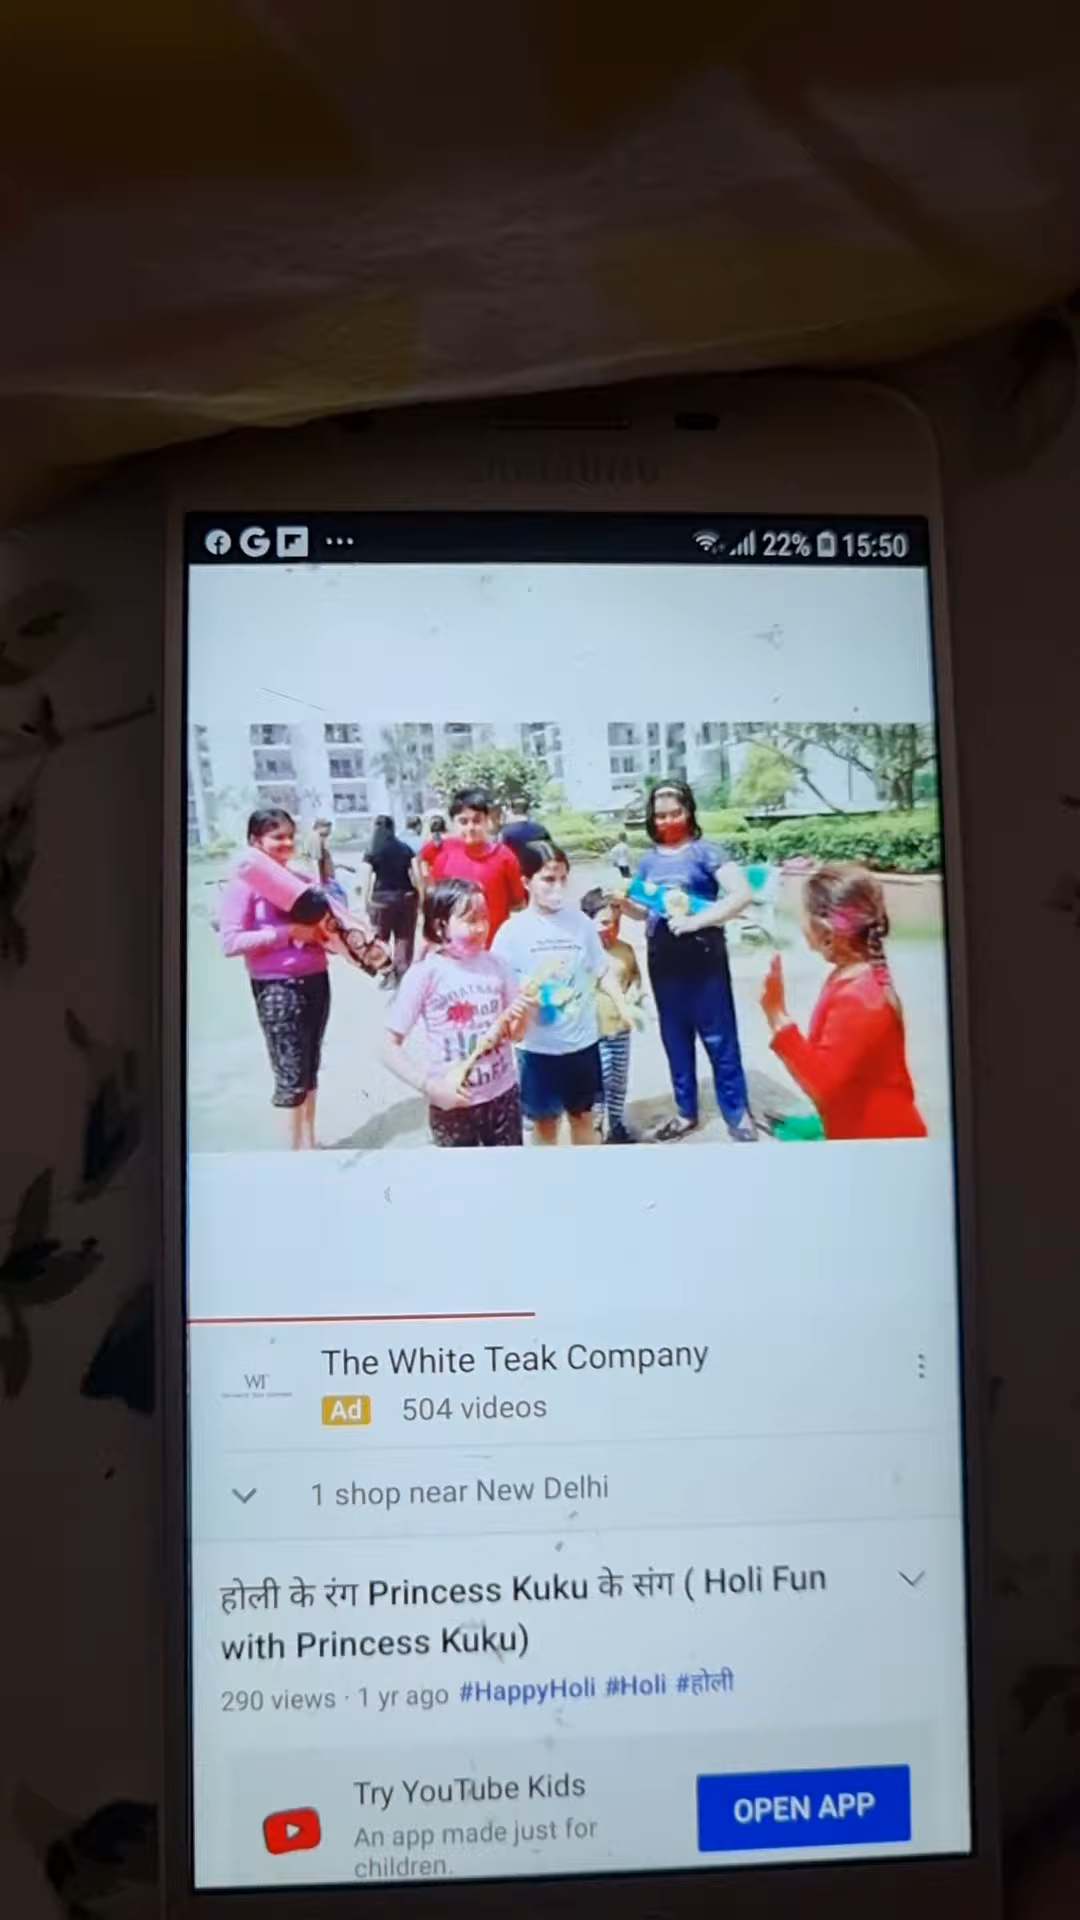 SAMSUNG
22% 15:50
The White Teak Company
Ad 504 videos
1 shop near New Delhi
होली के रंग Princess Kuku के संग ( Holi Fun
with Princess Kuku)
290 views · 1 yr ago #HappyHoli #Holi #होली
Try YouTube Kids
An app made just for
children.
OPEN APP